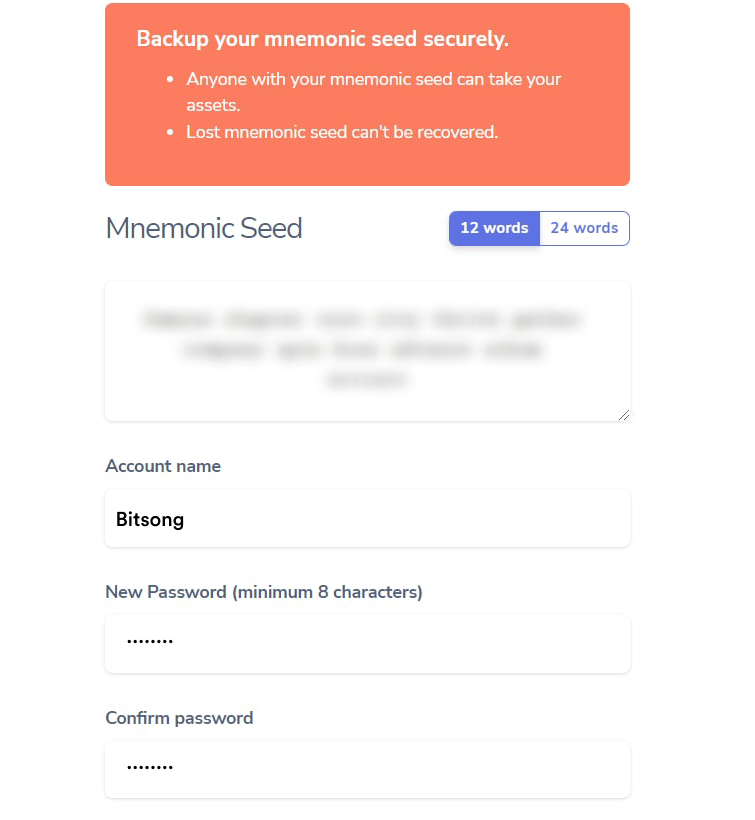 Backup your mnemonic seed securely.
• Anyone with your mnemonic seed can take your
assets.
• Lost mnemonic seed can't be recovered.
Mnemonic Seed
12 words 24 words
Account name
Bitsong
New Password (minimum 8 characters)
••••••••
Confirm password
••••••••